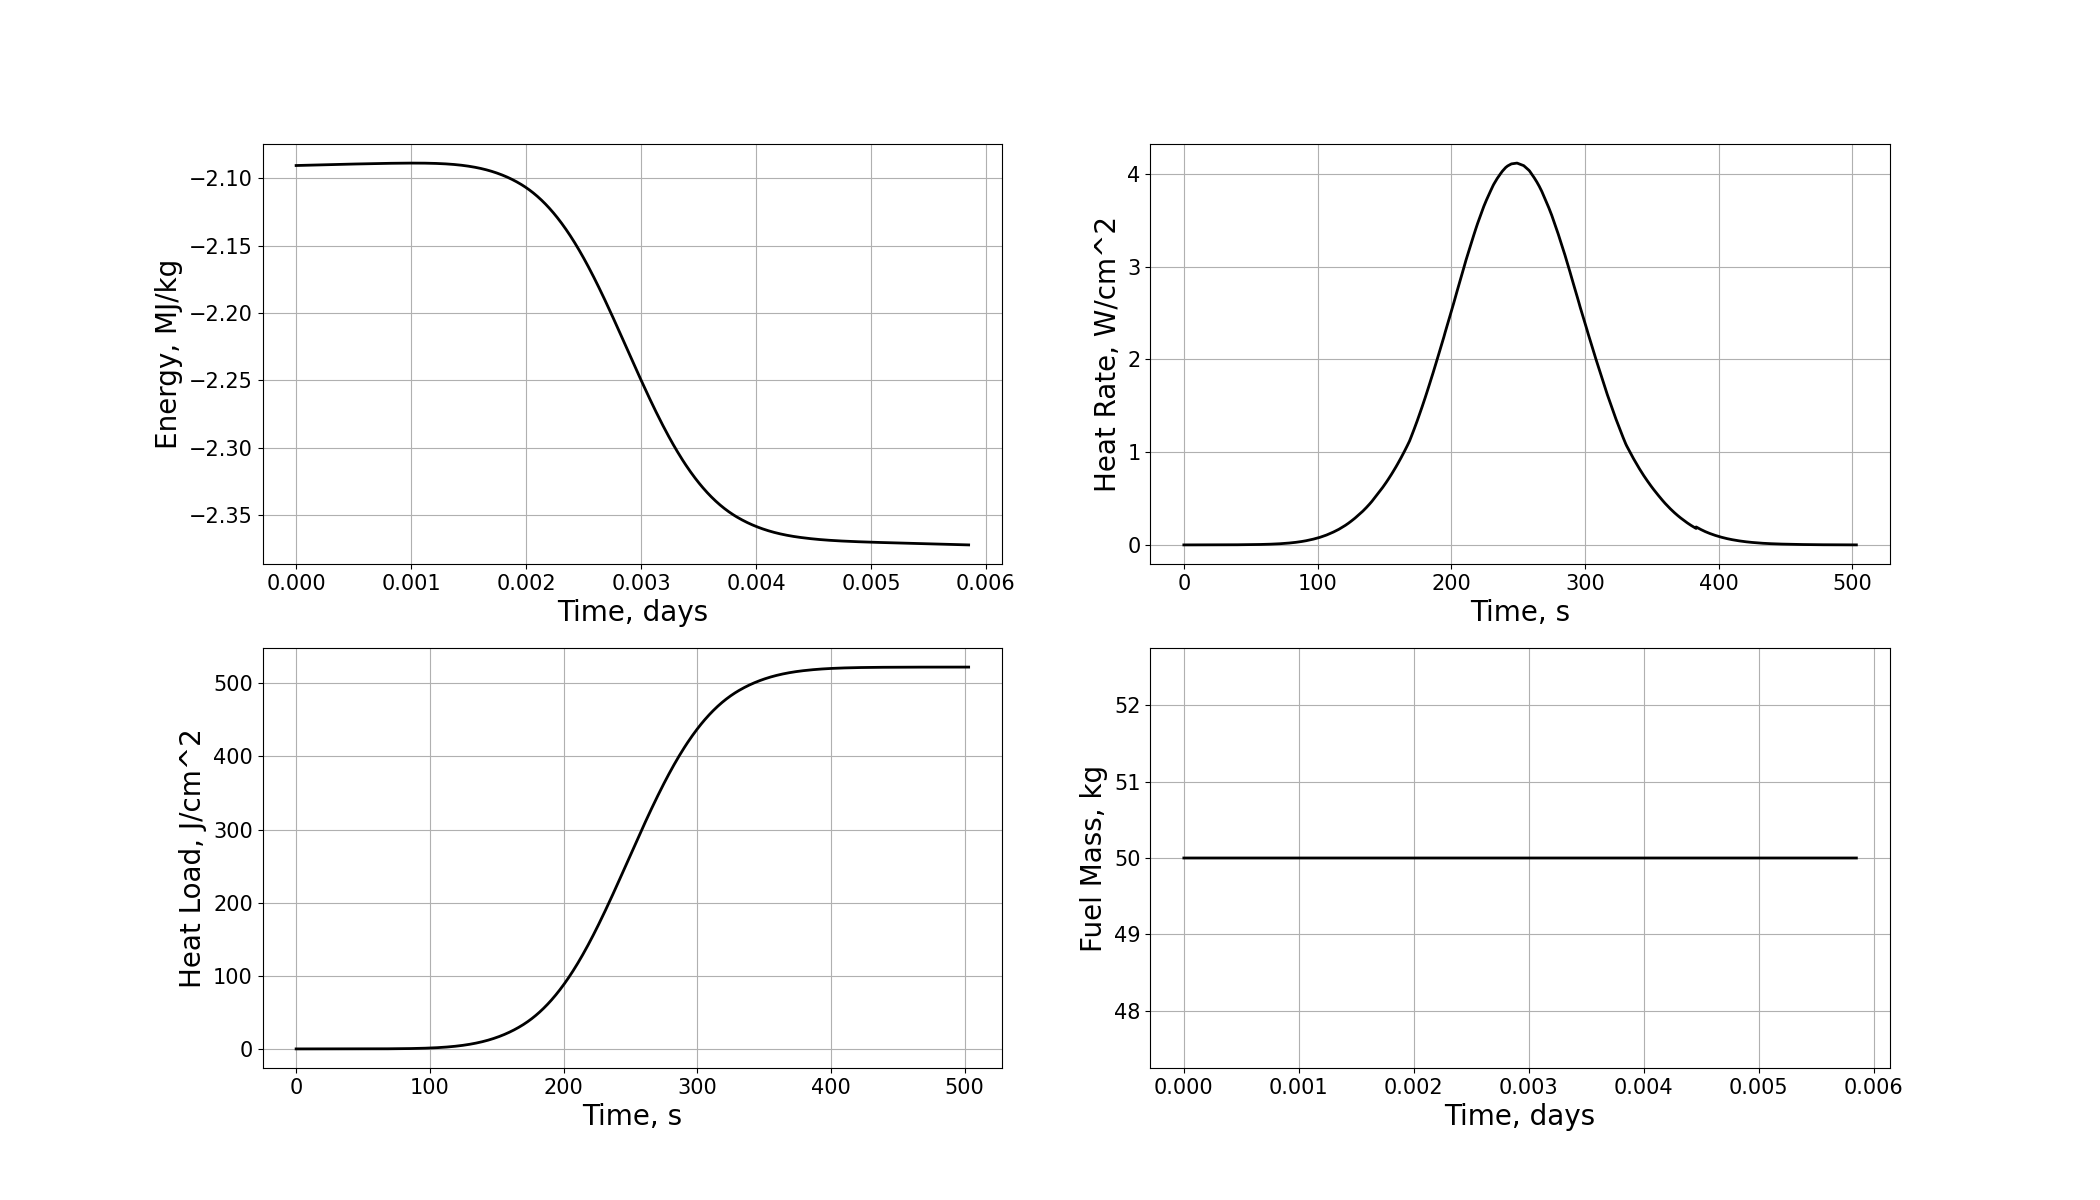 −2.10
−2.15
−2.20
−2.25
−2.30
−2.35
Energy, MJ/kg
0.000 0.001 0.002 0.003 0.004 0.005 0.006
Time, days
4
3
2
1
0
Heat Rate, W/cm^2
0 100 200 300 400 500
Time, s
500
400
300
200
100
0
Heat Load, J/cm^2
0 100 200 300 400 500
Time, s
52
51
50
49
48
Fuel Mass, kg
0.000 0.001 0.002 0.003 0.004 0.005 0.006
Time, days